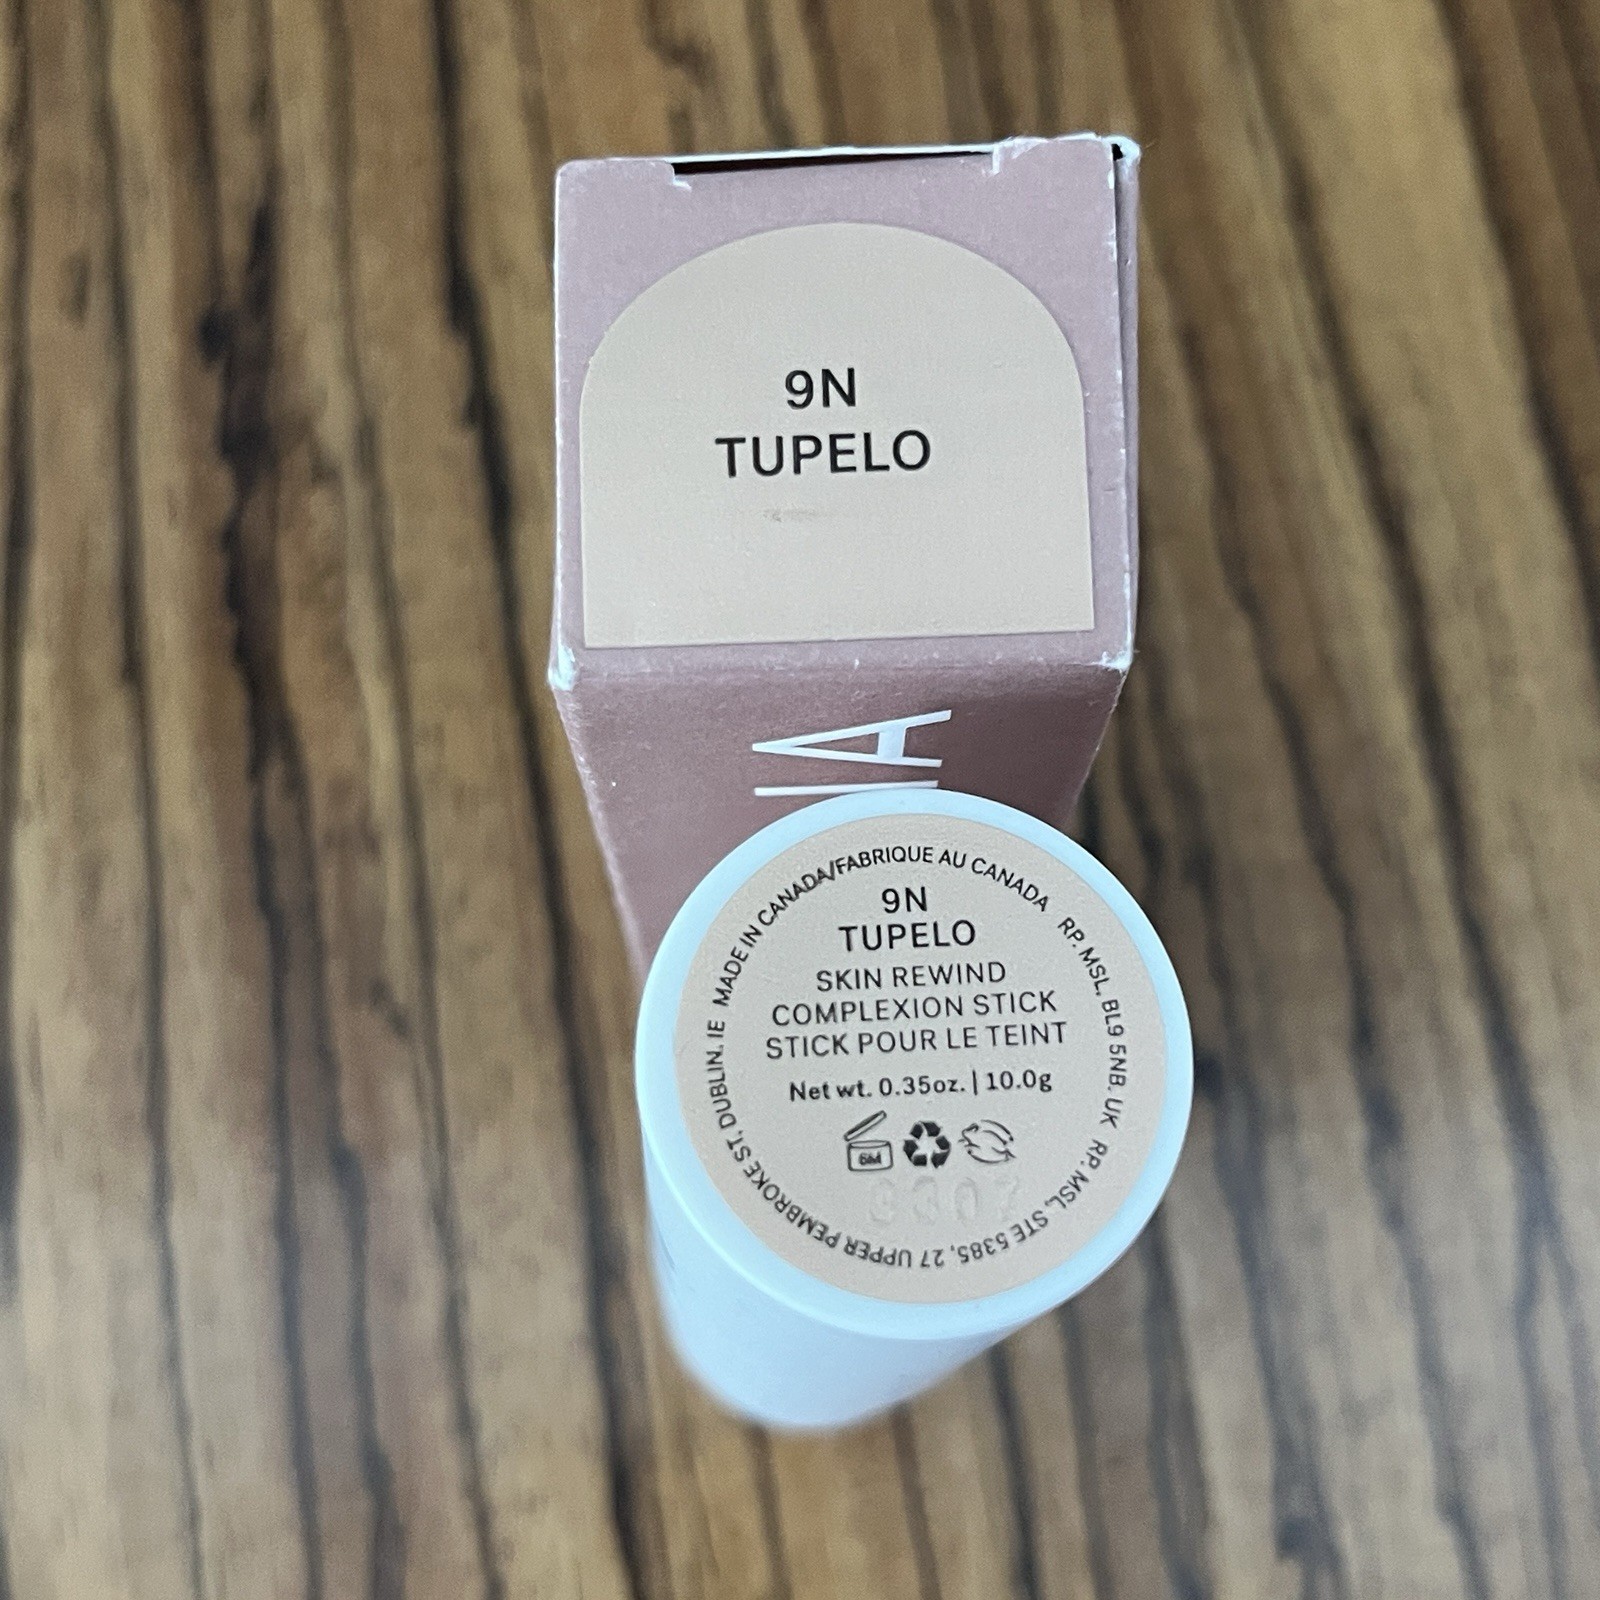 9N
TUPELO
IA
MADE IN CANADA/FABRIQUE AU CANADA RP. MSL, BL9 5NB. UK RP. MSL, STE 5385, 27 UPPER PEMBROKE ST, DUBLIN. IE
9N
TUPELO
SKIN REWIND
COMPLEXION STICK
STICK POUR LE TEINT
Net wt. 0.35oz. | 10.0g
6M